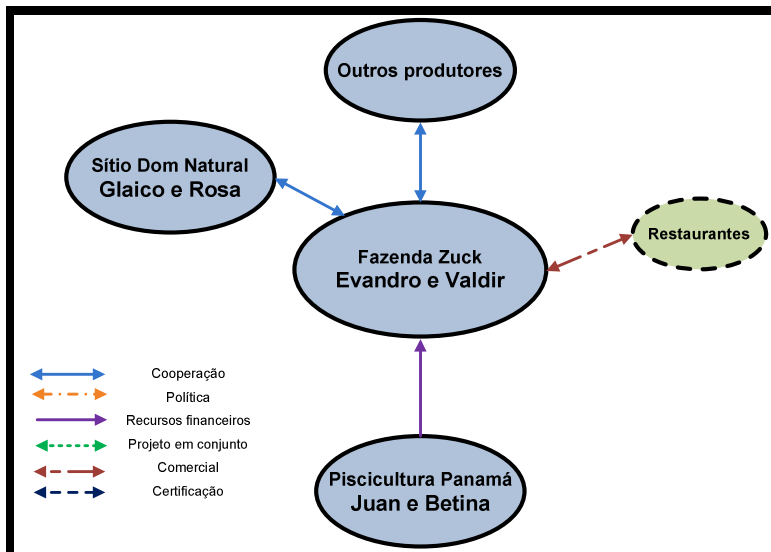 Outros produtores
Sítio Dom Natural
Glaico e Rosa
Restaurantes
Fazenda Zuck
Evandro e Valdir
Cooperação
Política
Recursos financeiros
Projeto em conjunto
Comercial
Certificação
Piscicultura Panamá
Juan e Betina